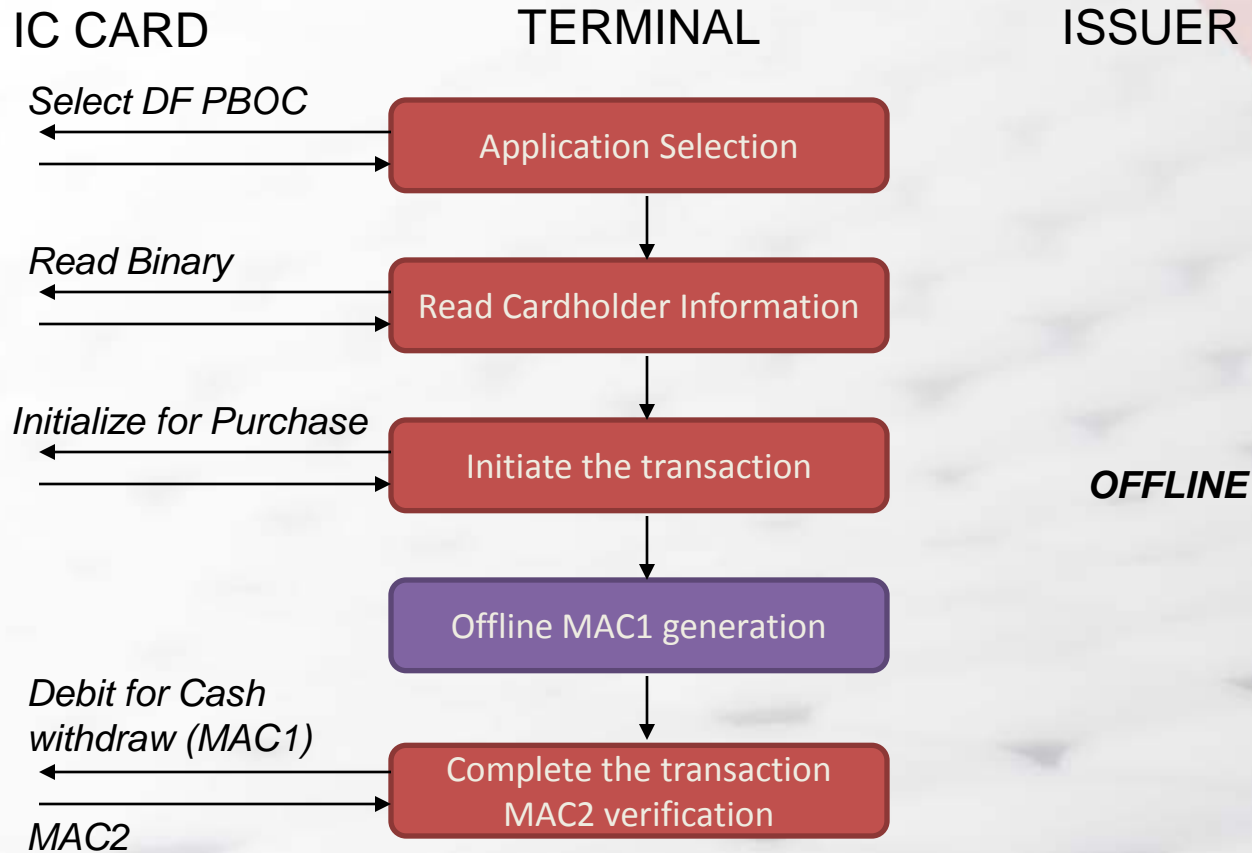 IC CARD
TERMINAL
ISSUER
Select DF PBOC
Application Selection
Read Binary
Read Cardholder Information
Initialize for Purchase
Initiate the transaction
OFFLINE
Offline MAC1 generation
Debit for Cash
withdraw (MAC1)
Complete the transaction
MAC2 verification
MAC2